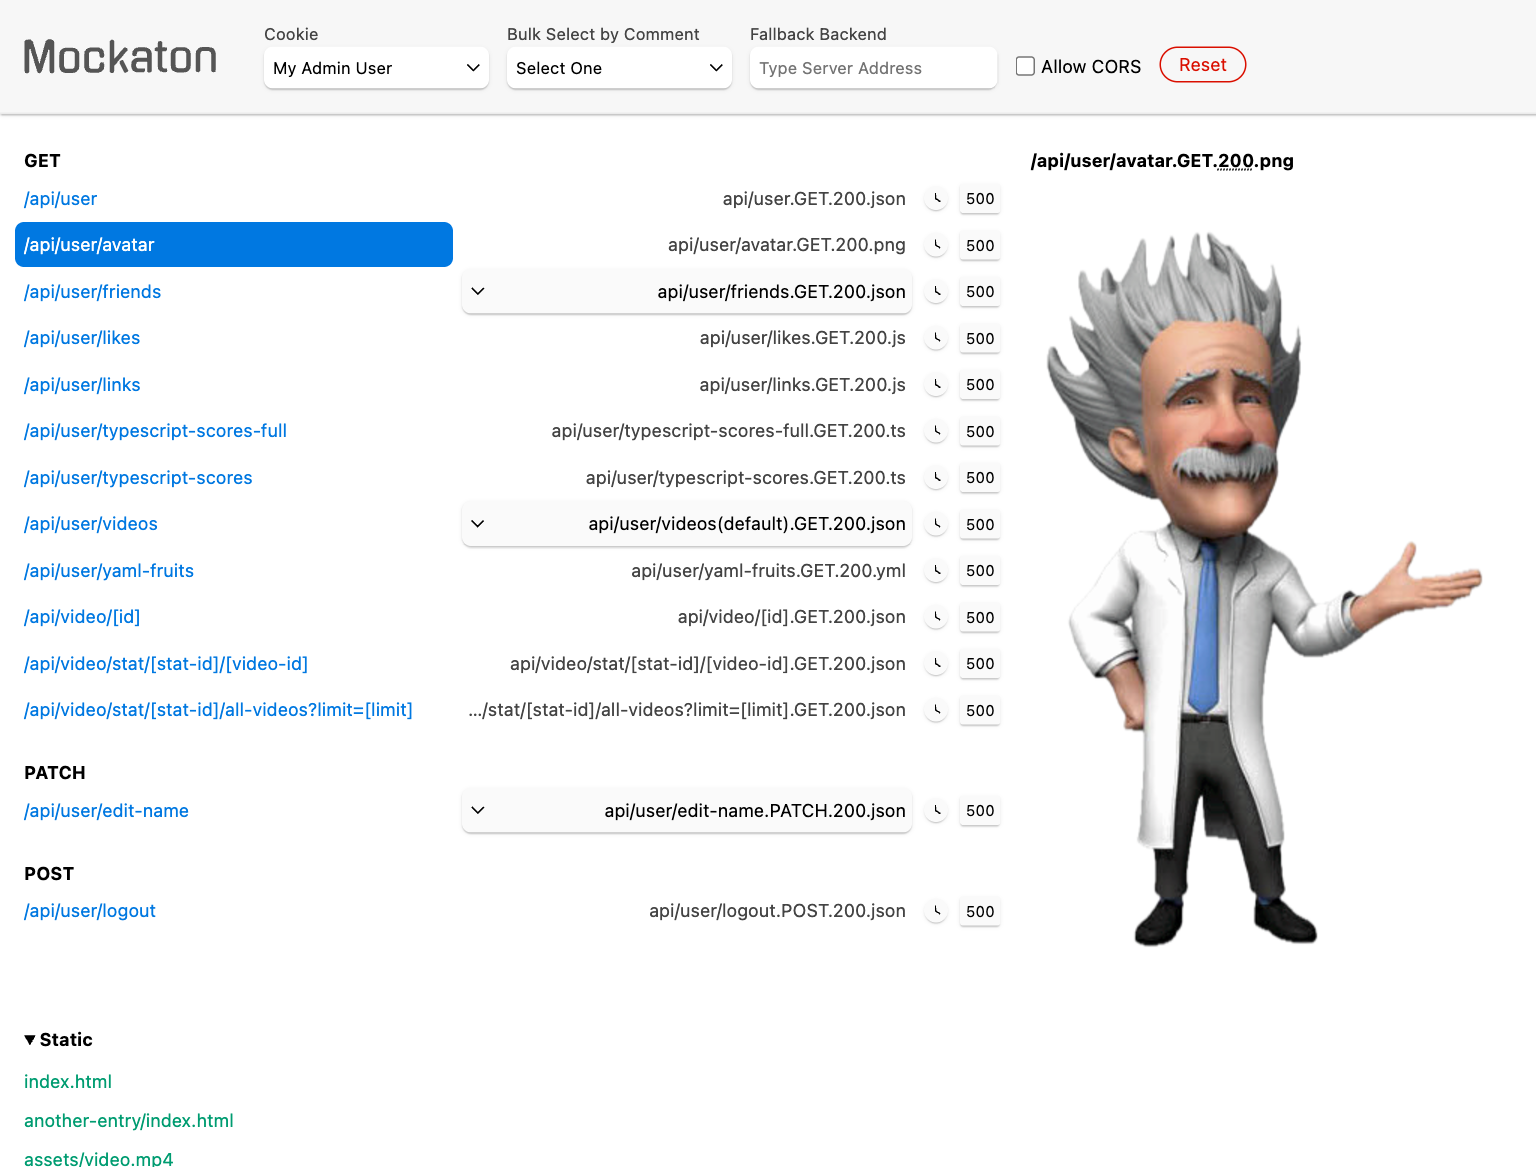 Mockaton
Cookie
My Admin User
Bulk Select by Comment
Select One
Fallback Backend
Type Server Address
Allow CORS
Reset
GET
/api/user api/user.GET.200.json 500
/api/user/avatar api/user/avatar.GET.200.png 500
/api/user/friends api/user/friends.GET.200.json 500
/api/user/likes api/user/likes.GET.200.js 500
/api/user/links api/user/links.GET.200.js 500
/api/user/typescript-scores-full api/user/typescript-scores-full.GET.200.ts 500
/api/user/typescript-scores api/user/typescript-scores.GET.200.ts 500
/api/user/videos api/user/videos(default).GET.200.json 500
/api/user/yaml-fruits api/user/yaml-fruits.GET.200.yml 500
/api/video/[id] api/video/[id].GET.200.json 500
/api/video/stat/[stat-id]/[video-id] api/video/stat/[stat-id]/[video-id].GET.200.json 500
/api/video/stat/[stat-id]/all-videos?limit=[limit] .../stat/[stat-id]/all-videos?limit=[limit].GET.200.json 500
PATCH
/api/user/edit-name api/user/edit-name.PATCH.200.json 500
POST
/api/user/logout api/user/logout.POST.200.json 500
Static
index.html
another-entry/index.html
assets/video.mp4
/api/user/avatar.GET.200.png